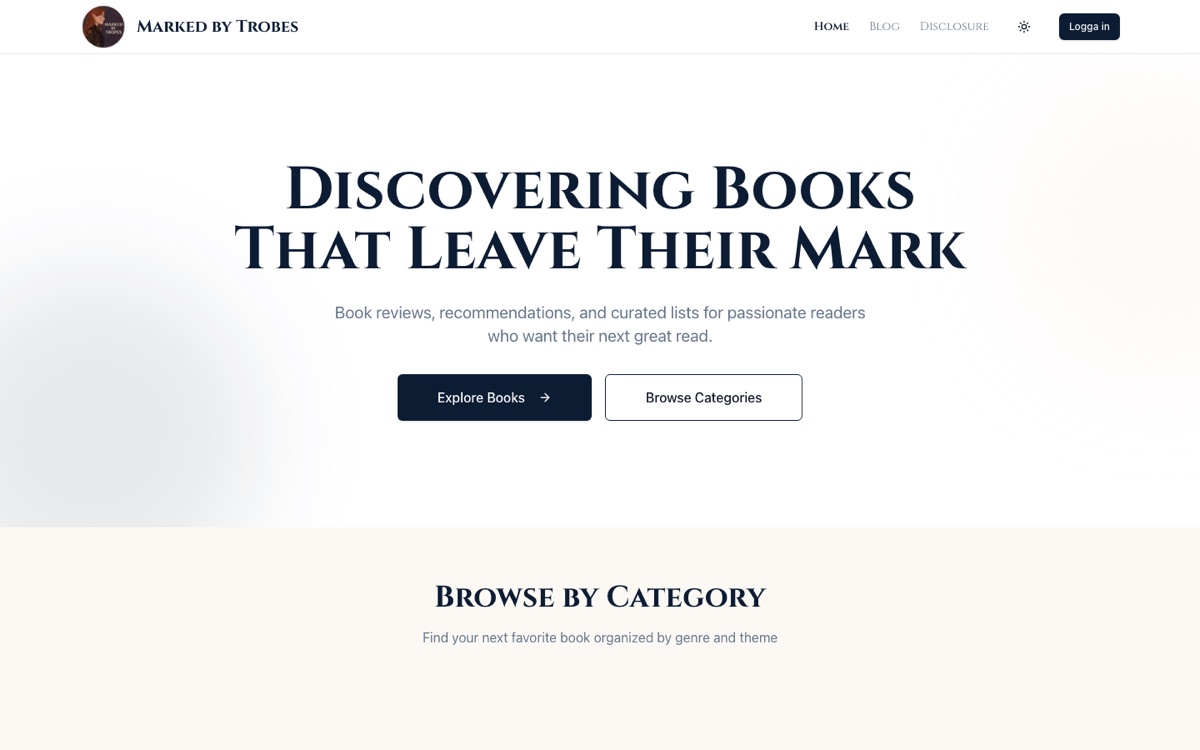 Marked by Trobes
Home
Blog
Disclosure
Logga in
Discovering Books
That Leave Their Mark
Book reviews, recommendations, and curated lists for passionate readers
who want their next great read.
Explore Books →
Browse Categories
Browse by Category
Find your next favorite book organized by genre and theme